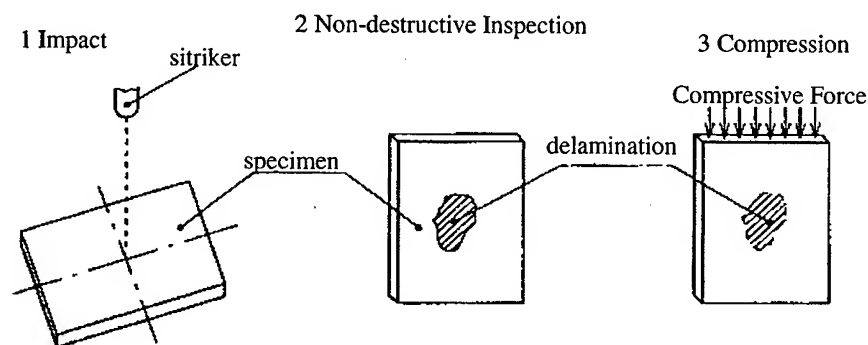 1 Impact
2 Non-destructive Inspection
3 Compression
sitriker
Compressive Force
specimen
delamination